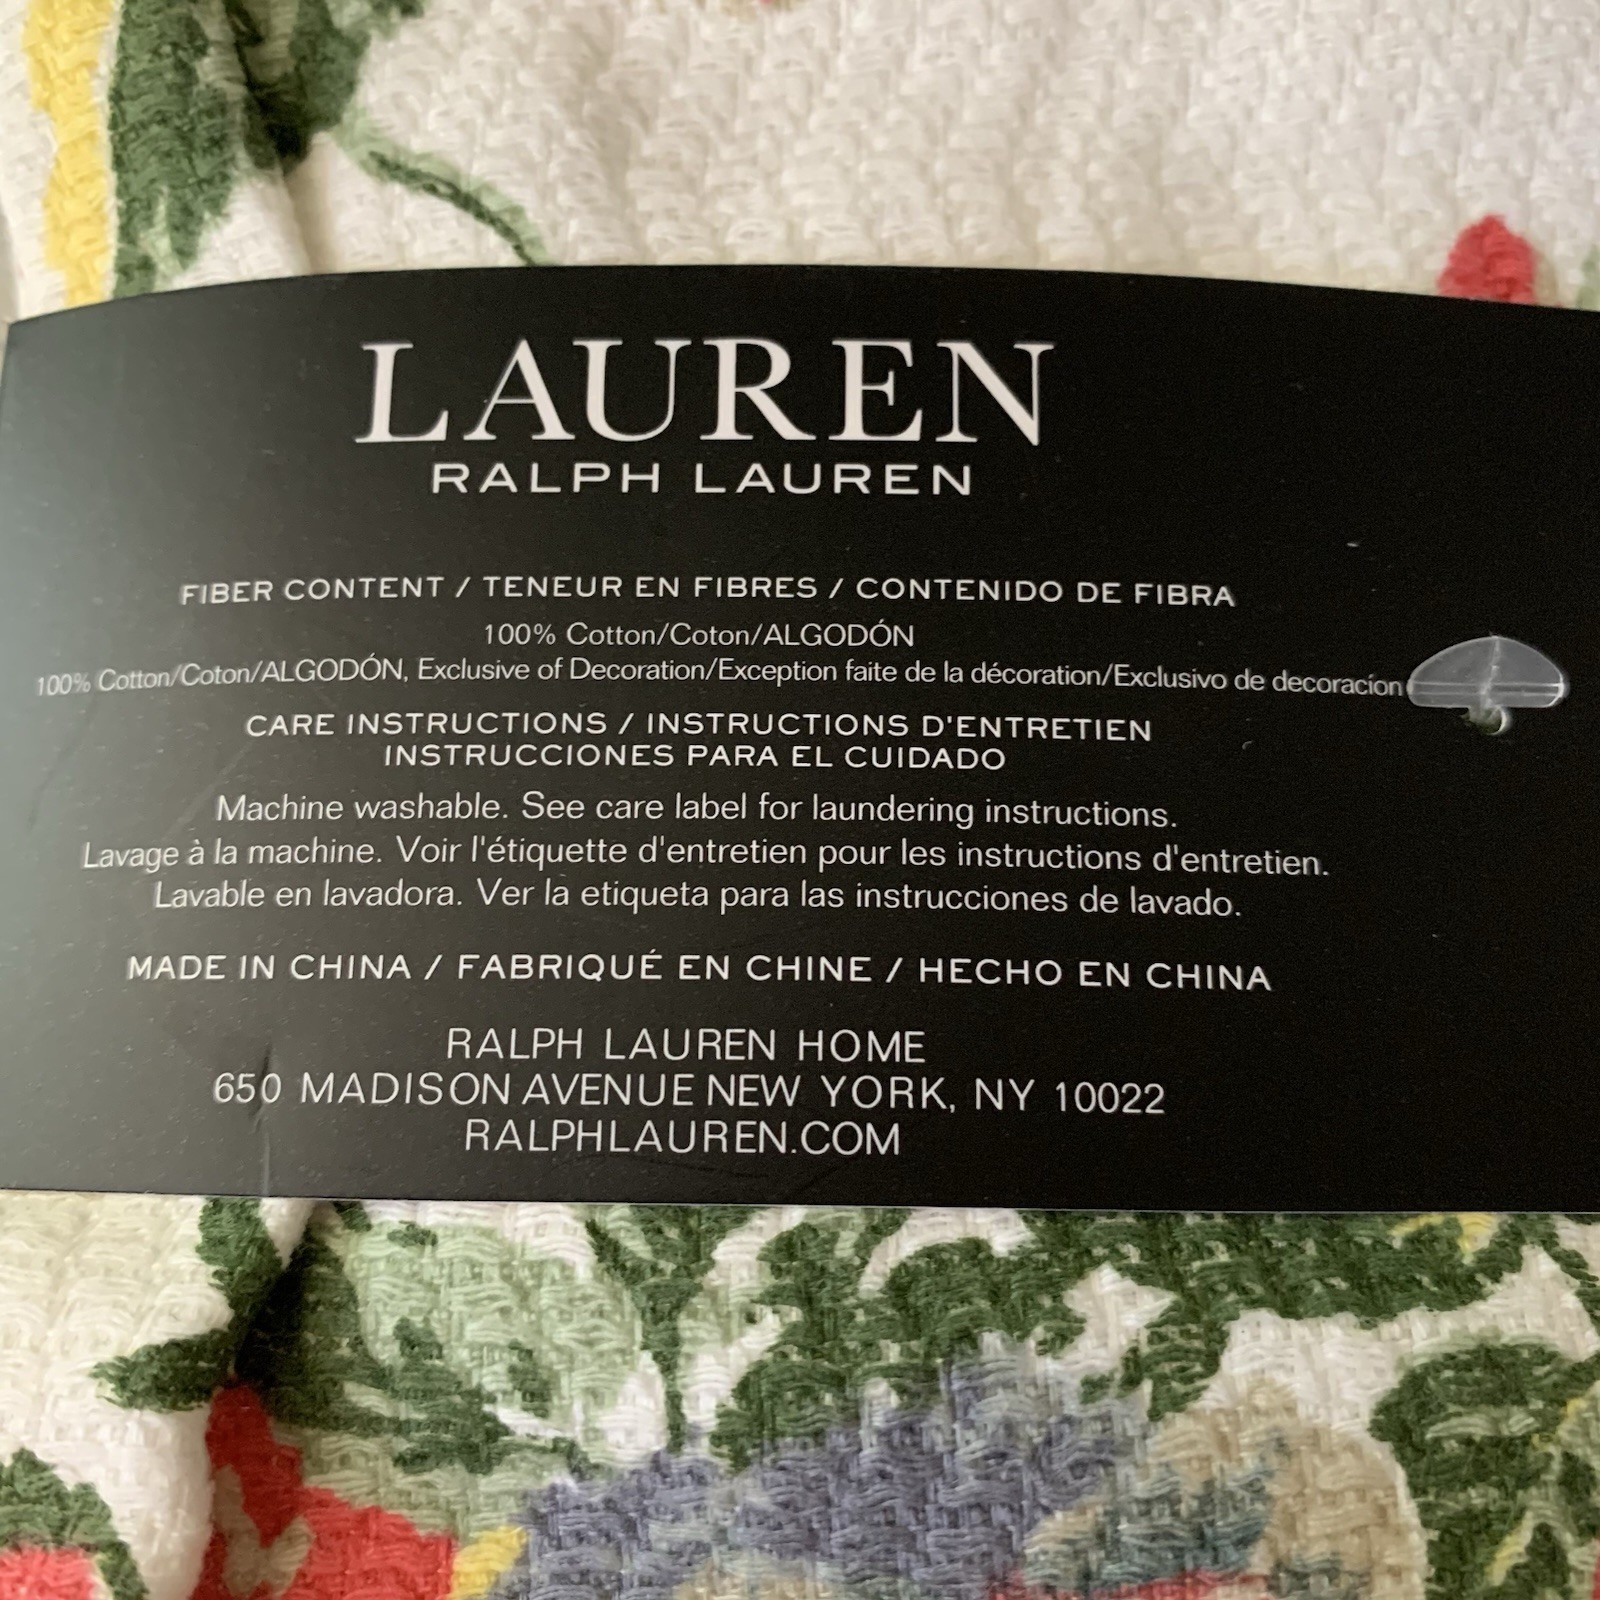 LAUREN
RALPH LAUREN
FIBER CONTENT / TENEUR EN FIBRES / CONTENIDO DE FIBRA
100% Cotton/Coton/ALGODÓN
100% Cotton/Coton/ALGODÓN, Exclusive of Decoration/Exception faite de la décoration/Exclusivo de decoracíon
CARE INSTRUCTIONS / INSTRUCTIONS D'ENTRETIEN
INSTRUCCIONES PARA EL CUIDADO
Machine washable. See care label for laundering instructions.
Lavage à la machine. Voir l'étiquette d'entretien pour les instructions d'entretien.
Lavable en lavadora. Ver la etiqueta para las instrucciones de lavado.
MADE IN CHINA / FABRIQUÉ EN CHINE / HECHO EN CHINA
RALPH LAUREN HOME
650 MADISON AVENUE NEW YORK, NY 10022
RALPHLAUREN.COM